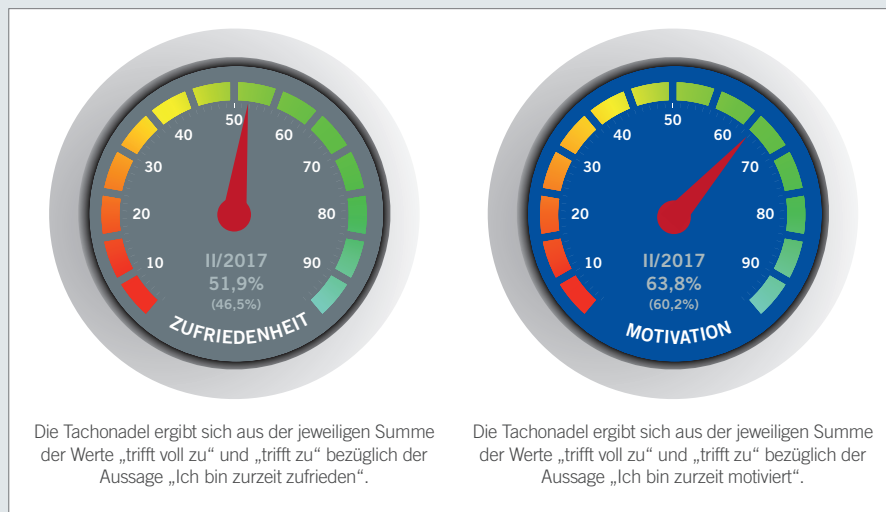 50
40
60
30
70
20
80
10
90
II/2017
51,9%
(46,5%)
ZUFRIEDENHEIT
Die Tachonadel ergibt sich aus der jeweiligen Summe
der Werte „trifft voll zu“ und „trifft zu“ bezüglich der
Aussage „Ich bin zurzeit zufrieden“.
50
40
60
30
70
20
80
10
90
II/2017
63,8%
(60,2%)
MOTIVATION
Die Tachonadel ergibt sich aus der jeweiligen Summe
der Werte „trifft voll zu“ und „trifft zu“ bezüglich der
Aussage „Ich bin zurzeit motiviert“.